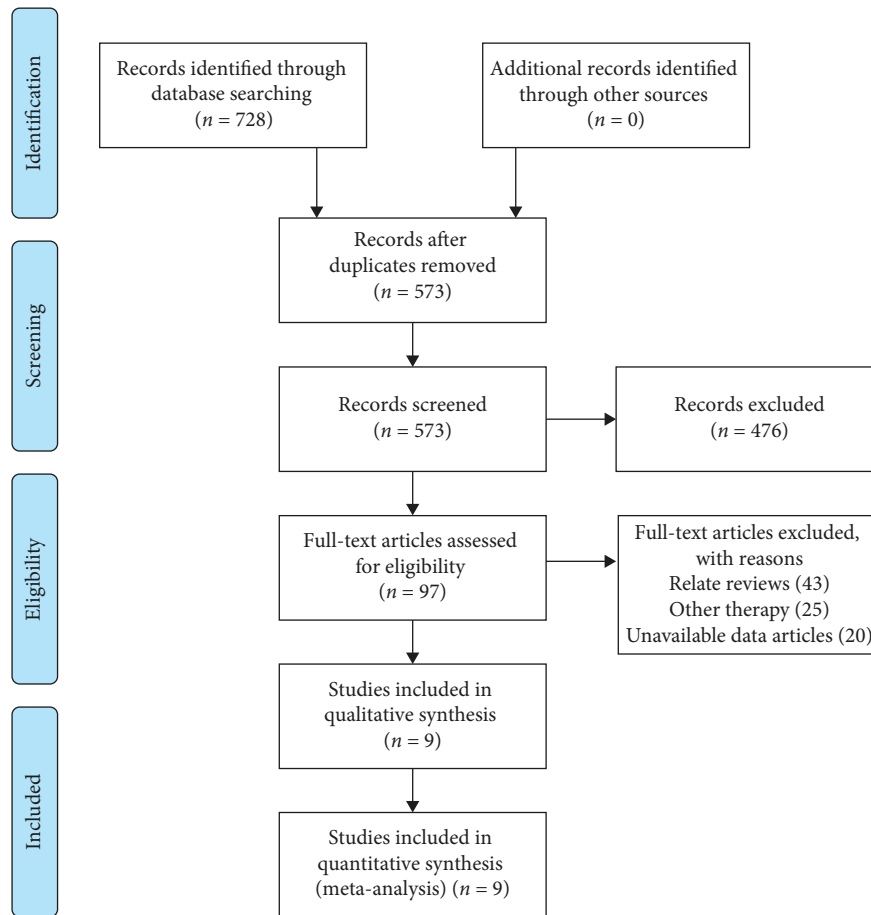 Identification
Records identified through
database searching
(n = 728)
Additional records identified
through other sources
(n = 0)
Records after
duplicates removed
(n = 573)
Screening
Records screened
(n = 573)
Records excluded
(n = 476)
Eligibility
Full-text articles assessed
for eligibility
(n = 97)
Full-text articles excluded,
with reasons
Relate reviews (43)
Other therapy (25)
Unavailable data articles (20)
Studies included in
qualitative synthesis
(n = 9)
Included
Studies included in
quantitative synthesis
(meta-analysis) (n = 9)